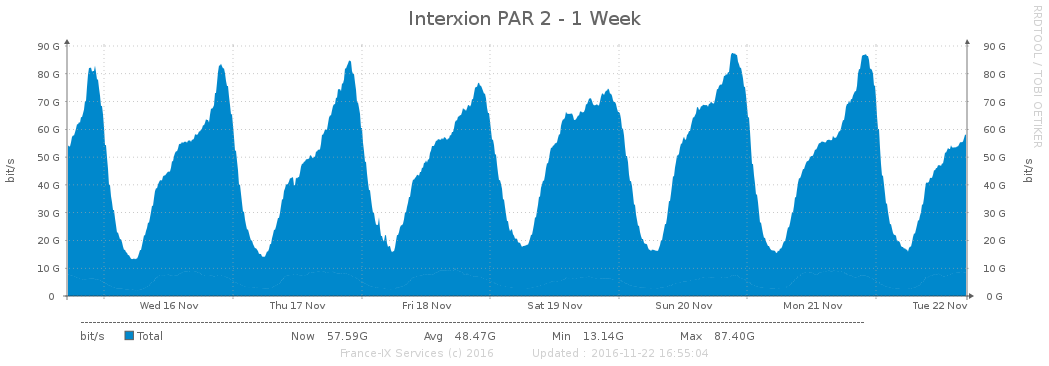 Interxion PAR 2 - 1 Week
RRDTOOL / TOBI OETIKER
90 G 90 G
80 G 80 G
70 G 70 G
60 G 60 G
50 G 50 G
40 G 40 G
30 G 30 G
20 G 20 G
10 G 10 G
0 0 G
bit/s
bit/s
Wed 16 Nov Thu 17 Nov Fri 18 Nov Sat 19 Nov Sun 20 Nov Mon 21 Nov Tue 22 Nov
bit/s Total Now 57.59G Avg 48.47G Min 13.14G Max 87.40G
France-IX Services (c) 2016 Updated : 2016-11-22 16:55:04